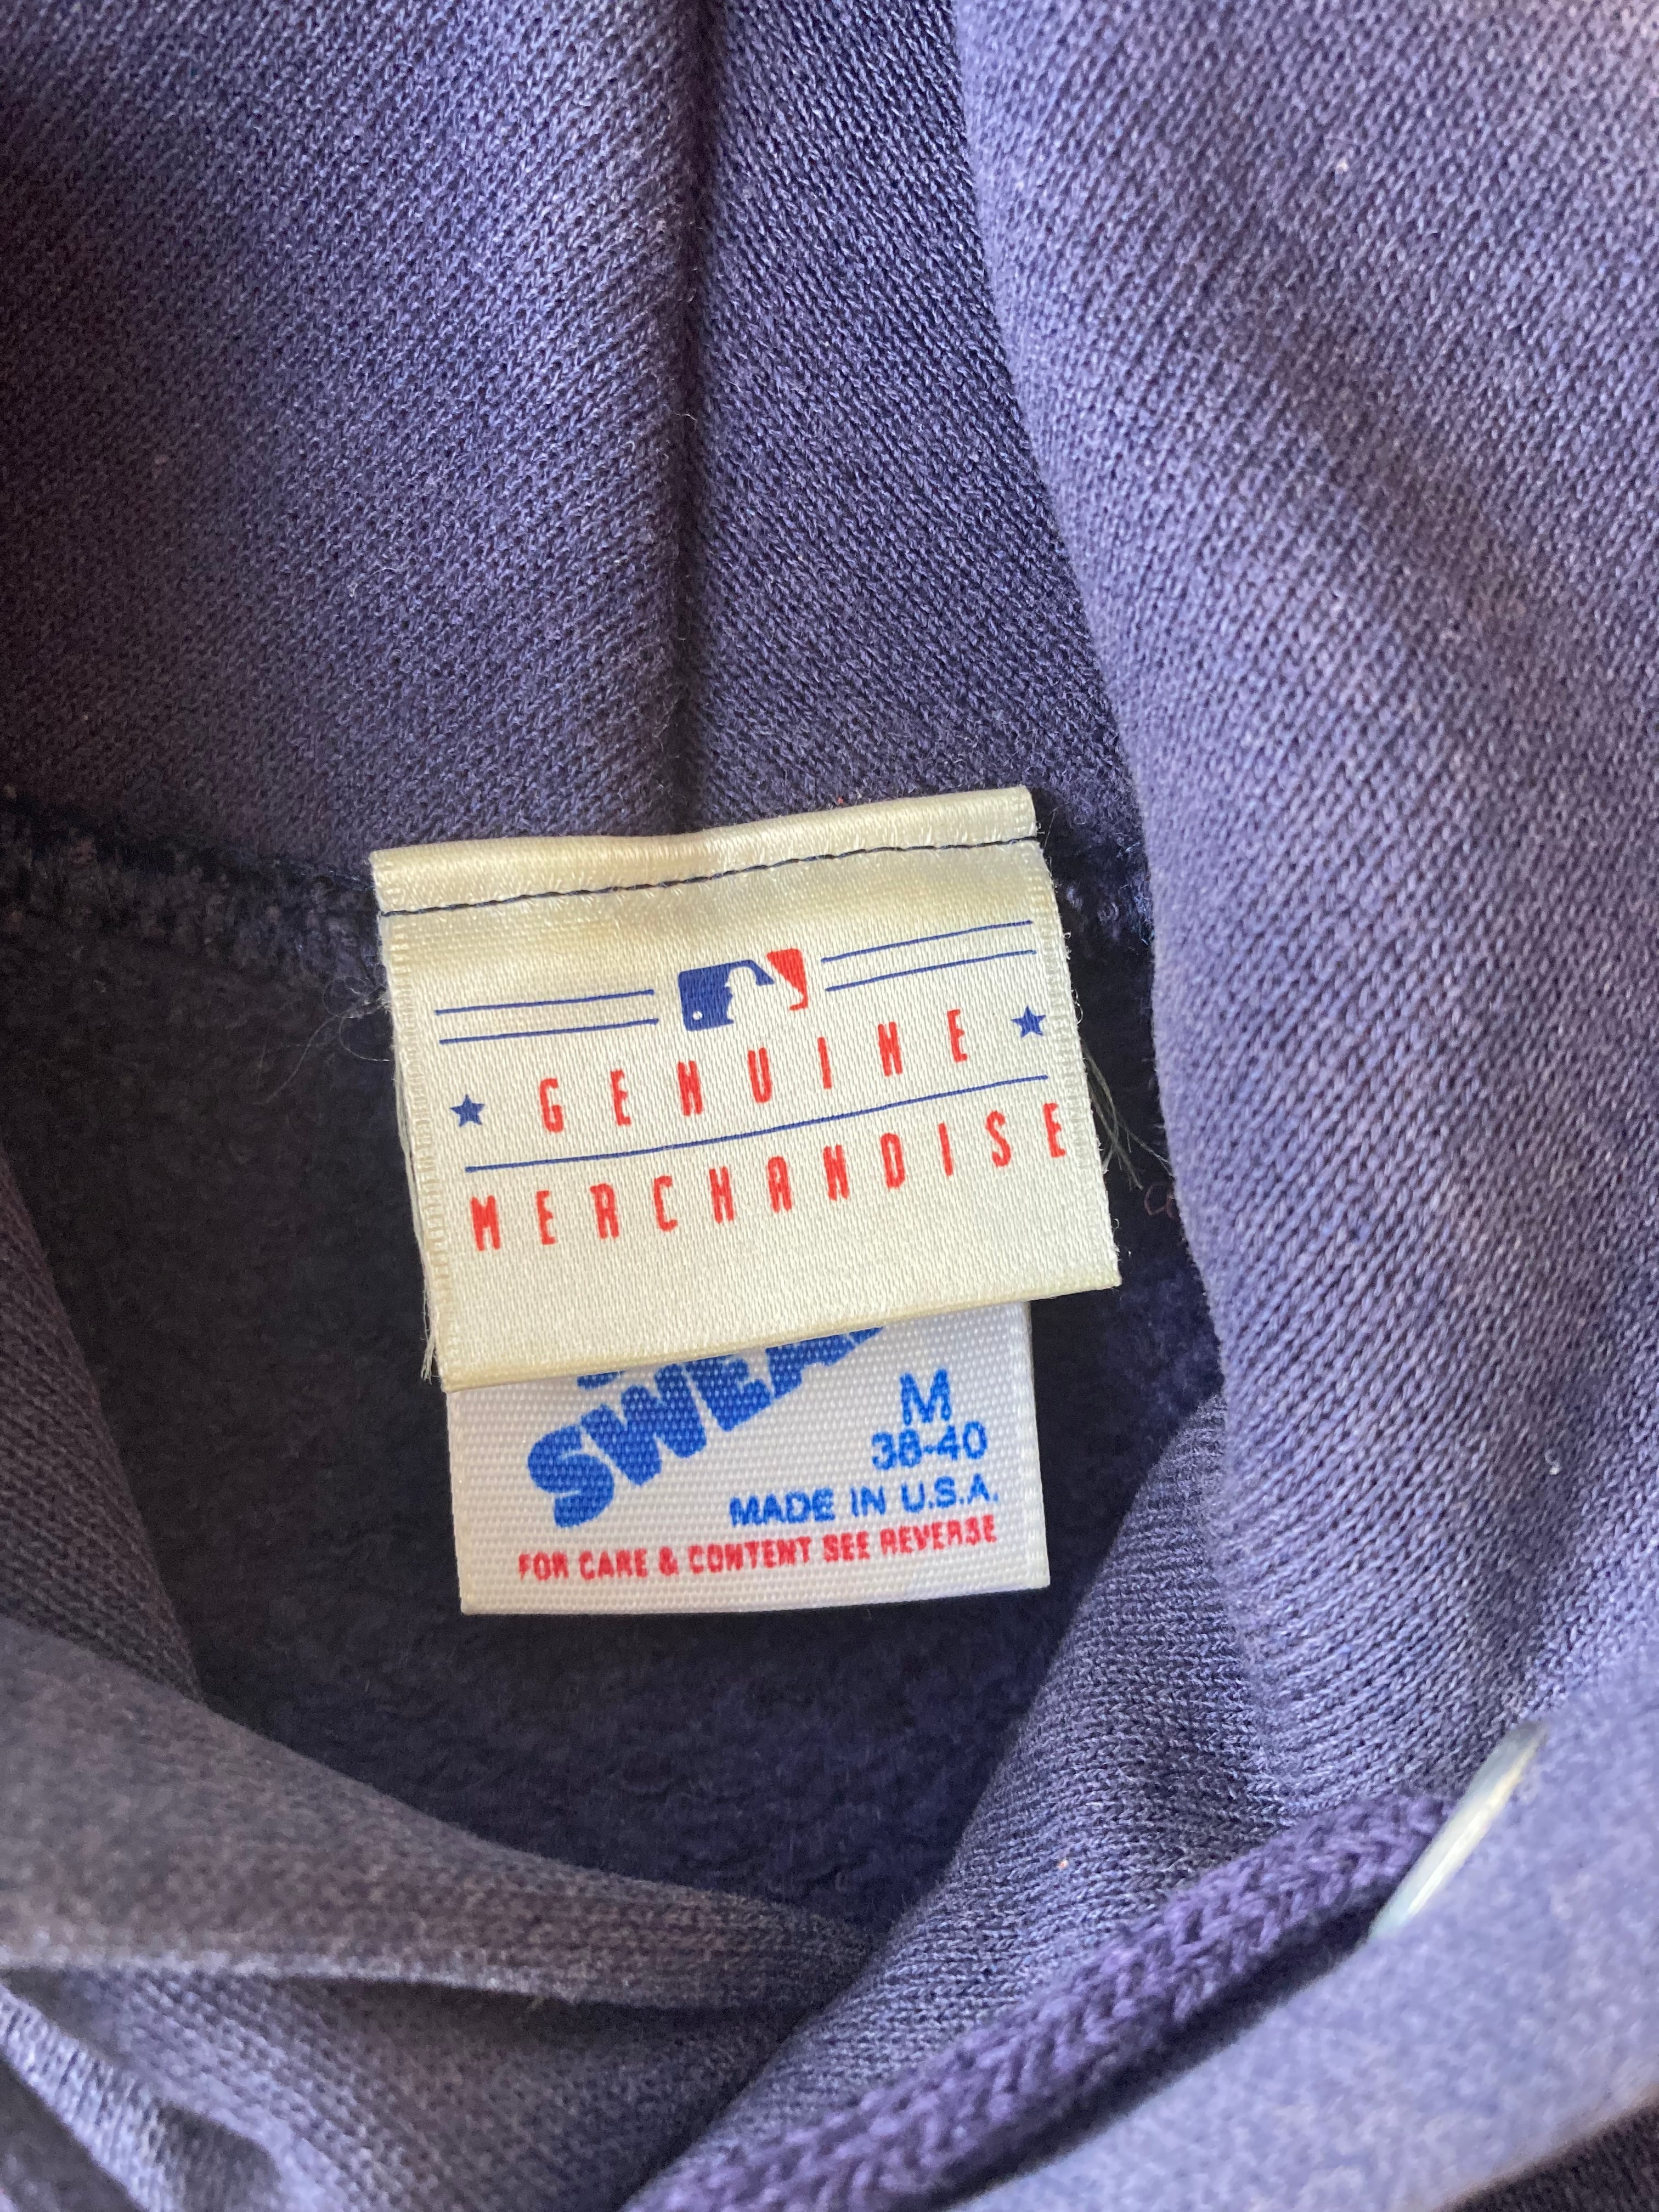 GENUINE
MERCHANDISE
M
38-40
MADE IN U.S.A.
FOR CARE & CONTENT SEE REVERSE